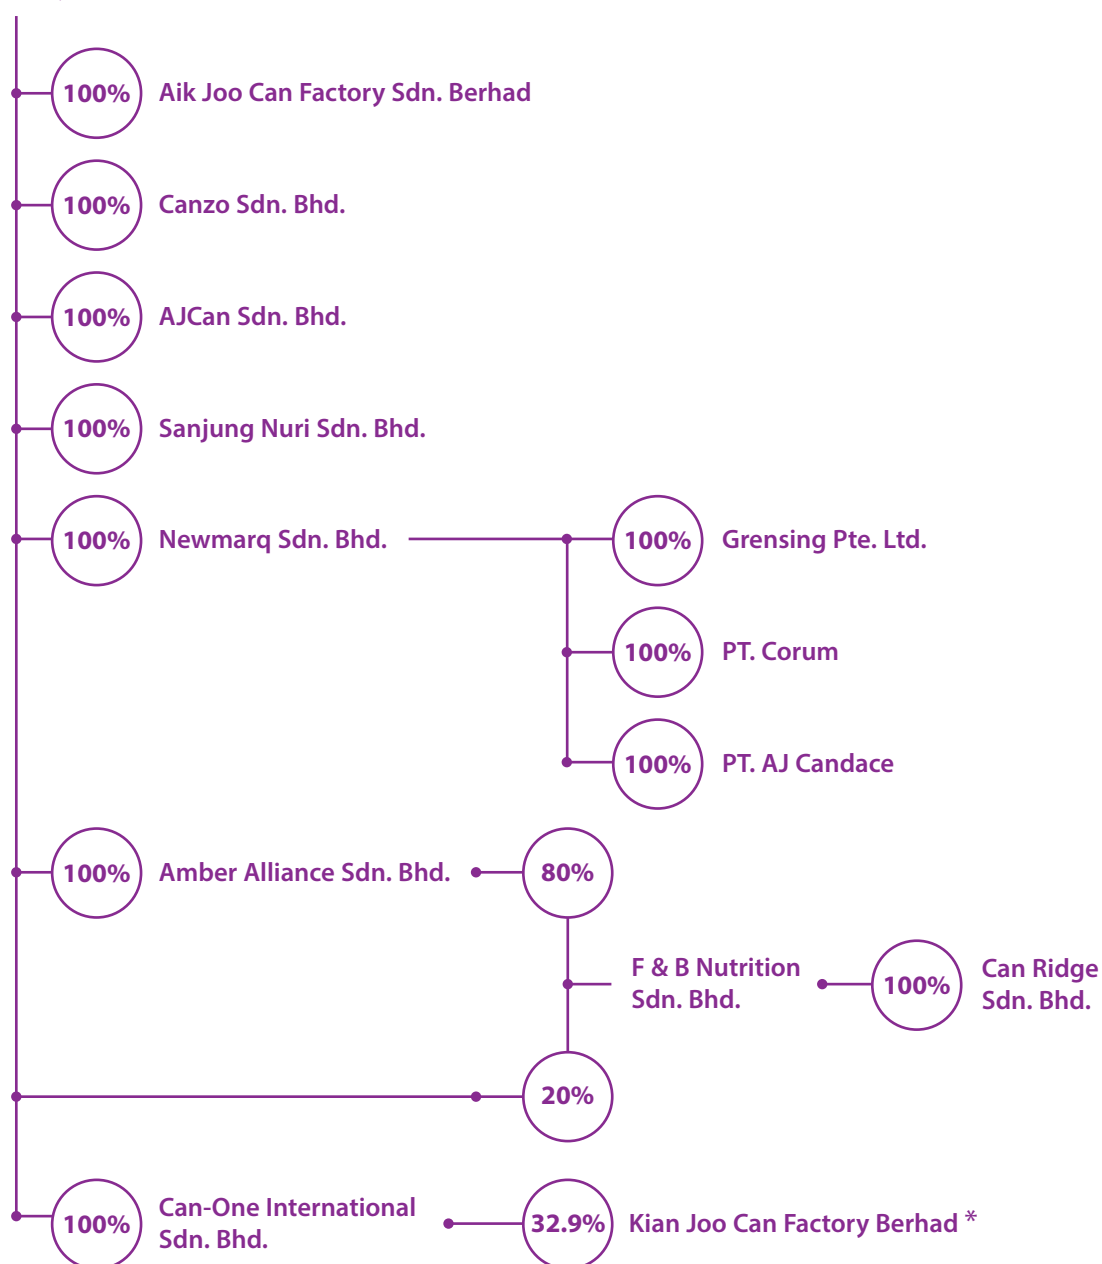 100% Aik Joo Can Factory Sdn. Berhad
100% Canzo Sdn. Bhd.
100% AJCan Sdn. Bhd.
100% Sanjung Nuri Sdn. Bhd.
100% Newmarq Sdn. Bhd. 100% Grensing Pte. Ltd.
100% PT. Corum
100% PT. AJ Candace
100% Amber Alliance Sdn. Bhd. 80%
F & B Nutrition
Sdn. Bhd.
100%
Can Ridge
Sdn. Bhd.
20%
100%
Can-One International
Sdn. Bhd.
32.9% Kian Joo Can Factory Berhad *